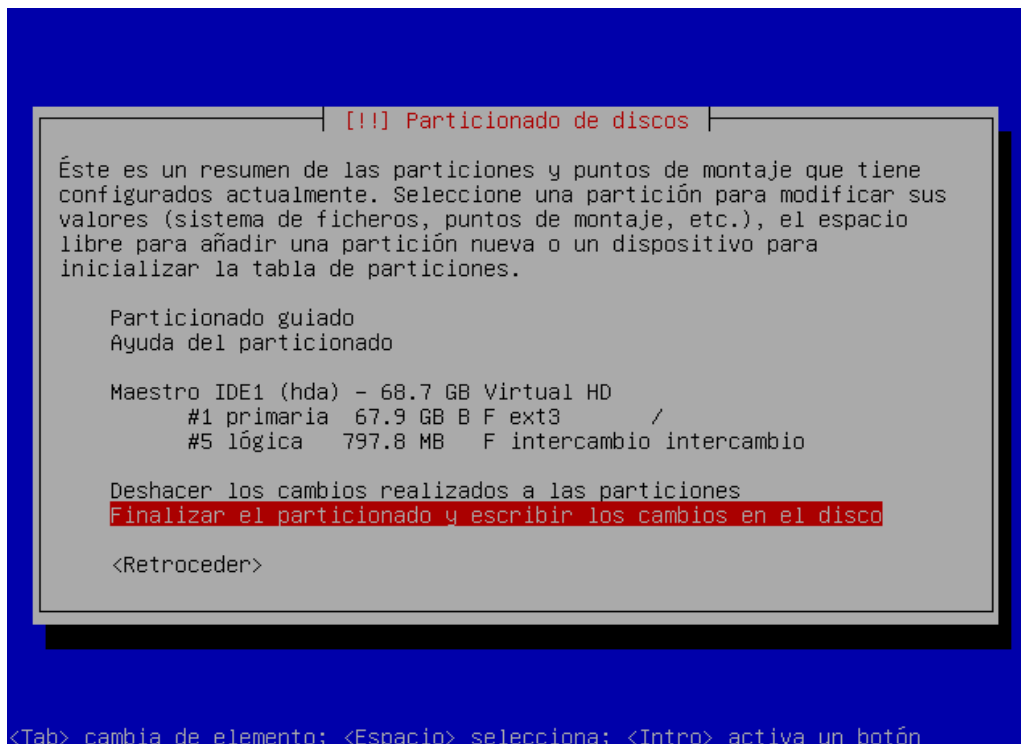 [!!] Particionado de discos
Éste es un resumen de las particiones y puntos de montaje que tiene
configurados actualmente. Seleccione una partición para modificar sus
valores (sistema de ficheros, puntos de montaje, etc.), el espacio
libre para añadir una partición nueva o un dispositivo para
inicializar la tabla de particiones.
Particionado guiado
Ayuda del particionado
Maestro IDE1 (hda) – 68.7 GB Virtual HD
#1 primaria 67.9 GB B F ext3 /
#5 lógica 797.8 MB F intercambio intercambio
Deshacer los cambios realizados a las particiones
Finalizar el particionado y escribir los cambios en el disco
<Retroceder>
<Tab> cambia de elemento; <Espacio> selecciona; <Intro> activa un botón